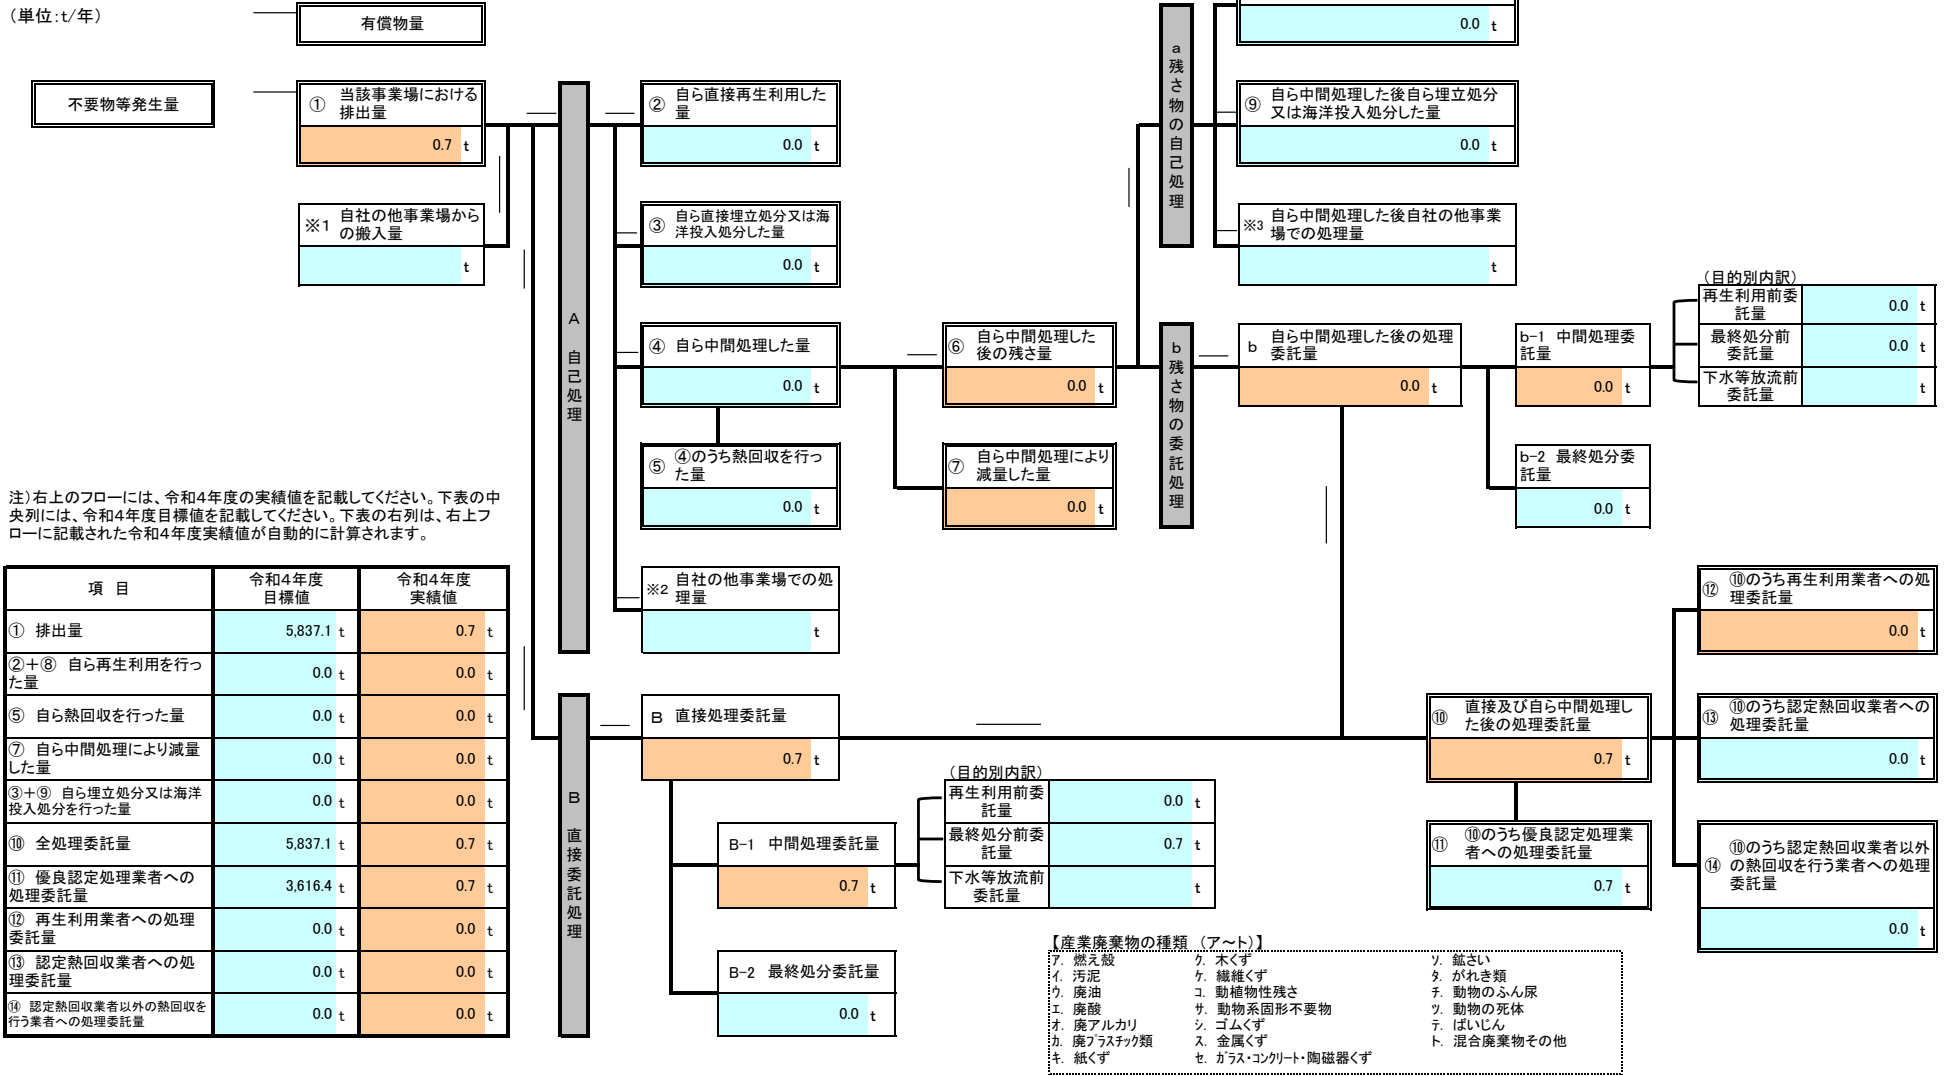 (単位:t/年)
有償物量
0.0 t
不要物等発生量
① 当該事業場における
排出量
0.7 t
※1 自社の他事業場から
の搬入量
t
A 自己処理
② 自ら直接再生利用した
量
0.0 t
③ 自ら直接埋立処分又は海
洋投入処分した量
0.0 t
④ 自ら中間処理した量
0.0 t
⑤ ④のうち熱回収を行っ
た量
0.0 t
※2 自社の他事業場での処
理量
t
⑥ 自ら中間処理した
後の残さ量
0.0 t
⑦ 自ら中間処理により
減量した量
0.0 t
a 残さ物の自己処理
⑨ 自ら中間処理した後自ら埋立処分
又は海洋投入処分した量
0.0 t
※3 自ら中間処理した後自社の他事業
場での処理量
t
b 残さ物の委託処理
b 自ら中間処理した後の処理
委託量
0.0 t
b-1 中間処理委
託量
0.0 t
b-2 最終処分委
託量
0.0 t
(目的別内訳)
再生利用前委
託量
0.0 t
最終処分前
委託量
0.0 t
下水等放流前
委託量
t
注)右上のフローには、令和4年度の実績値を記載してください。下表の中
央列には、令和4年度目標値を記載してください。下表の右列は、右上フ
ローに記載された令和4年度実績値が自動的に計算されます。
項 目 令和4年度
目標値 令和4年度
実績値
① 排出量 5,837.1 t 0.7 t
②+⑧ 自ら再生利用を行っ
た量 0.0 t 0.0 t
⑤ 自ら熱回収を行った量 0.0 t 0.0 t
⑦ 自ら中間処理により減量
した量 0.0 t 0.0 t
③+⑨ 自ら埋立処分又は海洋
投入処分を行った量 0.0 t 0.0 t
⑩ 全処理委託量 5,837.1 t 0.7 t
⑪ 優良認定処理業者への
処理委託量 3,616.4 t 0.7 t
⑫ 再生利用業者への処理
委託量 0.0 t 0.0 t
⑬ 認定熱回収業者への処
理委託量 0.0 t 0.0 t
⑭ 認定熱回収業者以外の熱回収を
行う業者への処理委託量 0.0 t 0.0 t
B 直接委託処理
B 直接処理委託量
0.7 t
B-1 中間処理委託量
0.7 t
B-2 最終処分委託量
0.0 t
(目的別内訳)
再生利用前委
託量
0.0 t
最終処分前委
託量
0.7 t
下水等放流前
委託量
t
⑩ 直接及び自ら中間処理し
た後の処理委託量
0.7 t
⑪ ⑩のうち優良認定処理業
者への処理委託量
0.7 t
⑫ ⑩のうち再生利用業者への処
理委託量
0.0 t
⑬ ⑩のうち認定熱回収業者への
処理委託量
0.0 t
⑭ ⑩のうち認定熱回収業者以外
の熱回収を行う業者への処理
委託量
0.0 t
【産業廃棄物の種類 (ア~ト)】
ア. 燃え殻 ク. 木くず ソ. 鉱さい
イ. 汚泥 ケ. 繊維くず タ. がれき類
ウ. 廃油 コ. 動植物性残さ チ. 動物のふん尿
エ. 廃酸 サ. 動物系固形不要物 ツ. 動物の死体
オ. 廃アルカリ シ. ゴムくず テ. ばいじん
カ. 廃プラスチック類 ス. 金属くず ト. 混合廃棄物その他
キ. 紙くず セ. ガラス・コンクリート・陶磁器くず